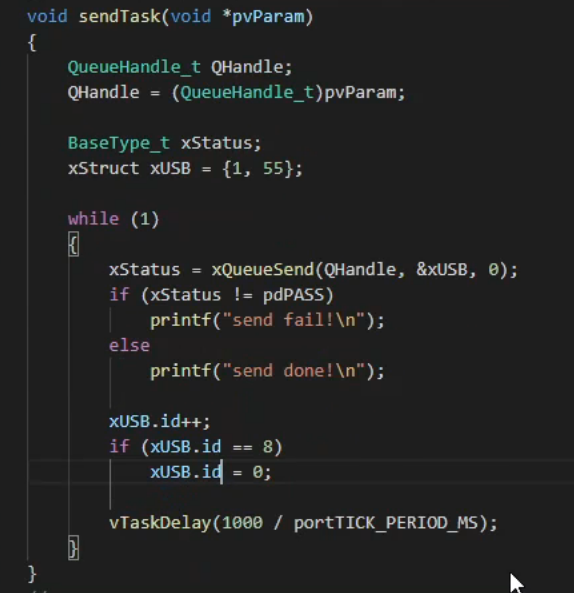 void sendTask(void *pvParam)
{
    QueueHandle_t QHandle;
    QHandle = (QueueHandle_t)pvParam;

    BaseType_t xStatus;
    xStruct xUSB = {1, 55};

    while (1)
    {
        xStatus = xQueueSend(QHandle, &xUSB, 0);
        if (xStatus != pdPASS)
            printf("send fail!\n");
        else
            printf("send done!\n");

        xUSB.id++;
        if (xUSB.id == 8)
            xUSB.id = 0;

        vTaskDelay(1000 / portTICK_PERIOD_MS);
    }
}